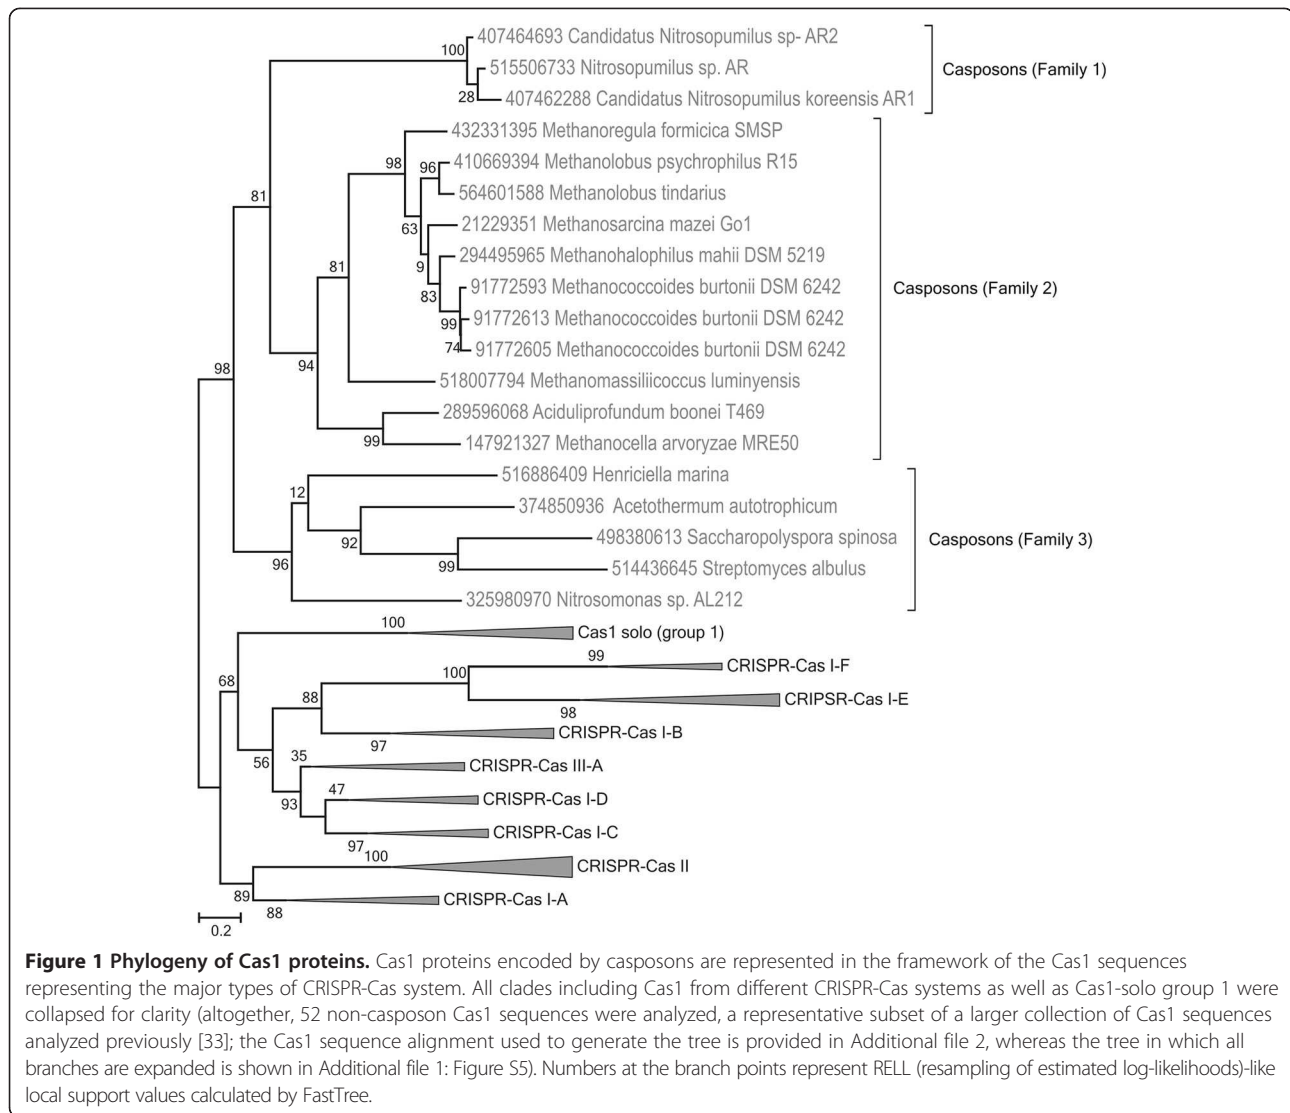 407464693 Candidatus Nitrosopumilus sp- AR2
100
515506733 Nitrosopumilus sp. AR
Casposons (Family 1)
28
407462288 Candidatus Nitrosopumilus koreensis AR1
432331395 Methanoregula formicica SMSP
98
96
410669394 Methanolobus psychrophilus R15
564601588 Methanolobus tindarius
81
63
21229351 Methanosarcina mazei Go1
294495965 Methanohalophilus mahii DSM 5219
81
9
83
91772593 Methanococcoides burtonii DSM 6242
Casposons (Family 2)
99
91772613 Methanococcoides burtonii DSM 6242
74
91772605 Methanococcoides burtonii DSM 6242
98
94
518007794 Methanomassiliicoccus luminyensis
289596068 Aciduliprofundum boonei T469
99
147921327 Methanocella arvoryzae MRE50
516886409 Henriciella marina
12
374850936 Acetothermum autotrophicum
92
498380613 Saccharopolyspora spinosa
Casposons (Family 3)
96
99
514436645 Streptomyces albulus
325980970 Nitrosomonas sp. AL212
100
Cas1 solo (group 1)
99
CRISPR-Cas I-F
100
68
88
CRIPSR-Cas I-E
98
CRISPR-Cas I-B
97
56
35
CRISPR-Cas III-A
47
93
CRISPR-Cas I-D
CRISPR-Cas I-C
97
100
CRISPR-Cas II
89
88
CRISPR-Cas I-A
0.2
Figure 1 Phylogeny of Cas1 proteins. Cas1 proteins encoded by casposons are represented in the framework of the Cas1 sequences
representing the major types of CRISPR-Cas system. All clades including Cas1 from different CRISPR-Cas systems as well as Cas1-solo group 1 were
collapsed for clarity (altogether, 52 non-casposon Cas1 sequences were analyzed, a representative subset of a larger collection of Cas1 sequences
analyzed previously [33]; the Cas1 sequence alignment used to generate the tree is provided in Additional file 2, whereas the tree in which all
branches are expanded is shown in Additional file 1: Figure S5). Numbers at the branch points represent RELL (resampling of estimated log-likelihoods)-like
local support values calculated by FastTree.